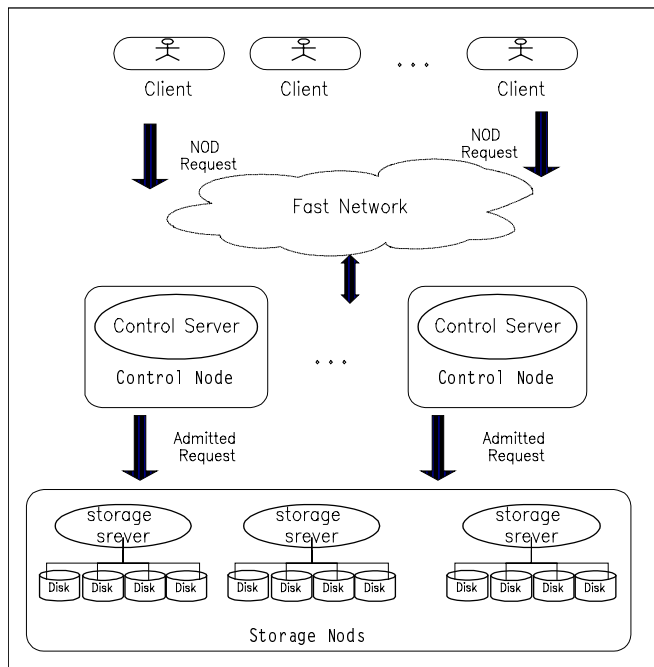 Client
Client
. . .
Client
NOD
Request
NOD
Request
Fast Network
Control Server
Control Node
. . .
Control Server
Control Node
Admitted
Request
Admitted
Request
storage
srever
storage
srever
storage
srever
Disk Disk Disk Disk
Disk Disk Disk Disk
Disk Disk Disk Disk
Storage Nods